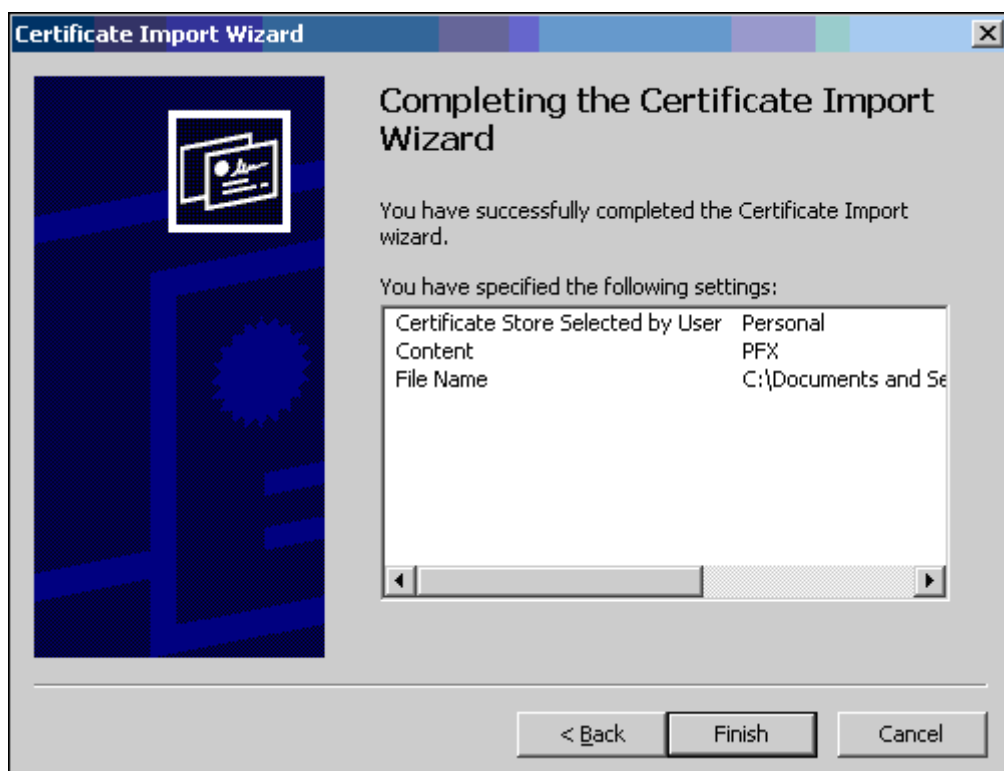 Certificate Import Wizard
Completing the Certificate Import
Wizard
You have successfully completed the Certificate Import
wizard.
You have specified the following settings:
Certificate Store Selected by User Personal
Content PFX
File Name C:\Documents and Se
< Back Finish Cancel